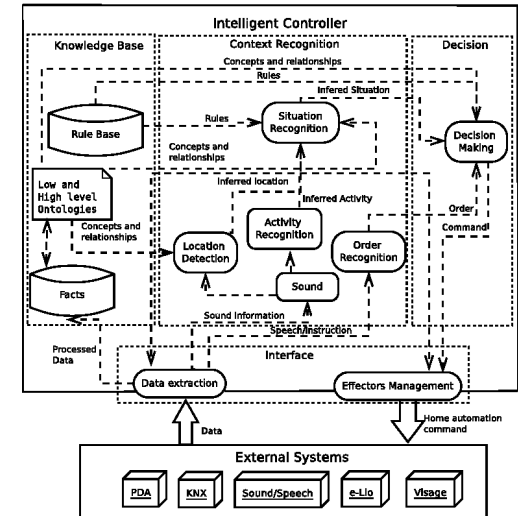 Intelligent Controller
Knowledge Base
Context Recognition
Decision
Concepts and relationships
Rules
Infered Situation
Rule Base
Rules
Situation
Recognition
Decision
Making
Concepts and
relationships
Low and
High level
Ontologies
Inferred location
Inferred Activity
Concepts and
relationships
Activity
Recognition
Order
Command
Location
Detection
Order
Recognition
Sound
Facts
Sound Information
Speech/instruction
Processed
Data
Interface
Data extraction
Effectors Management
Data
Home automation
command
External Systems
PDA
KNX
Sound/Speech
e-Lio
Visage